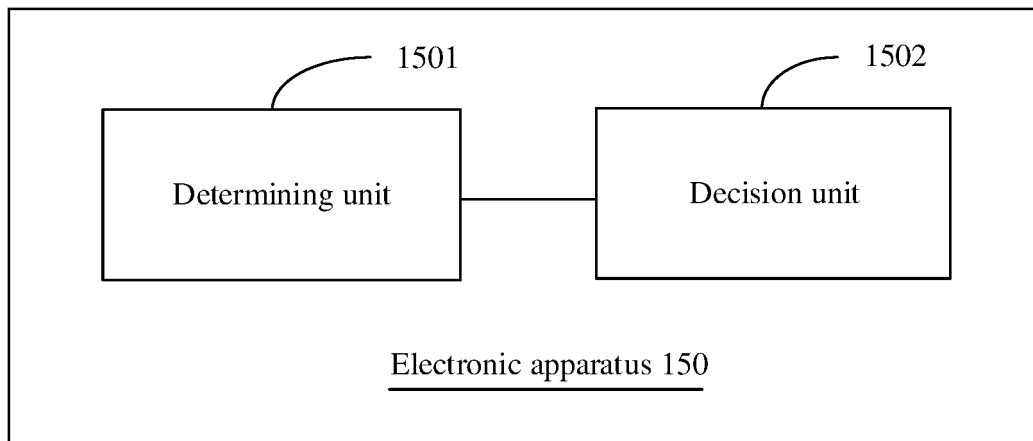 1501
1502
Determining unit
Decision unit
Electronic apparatus 150